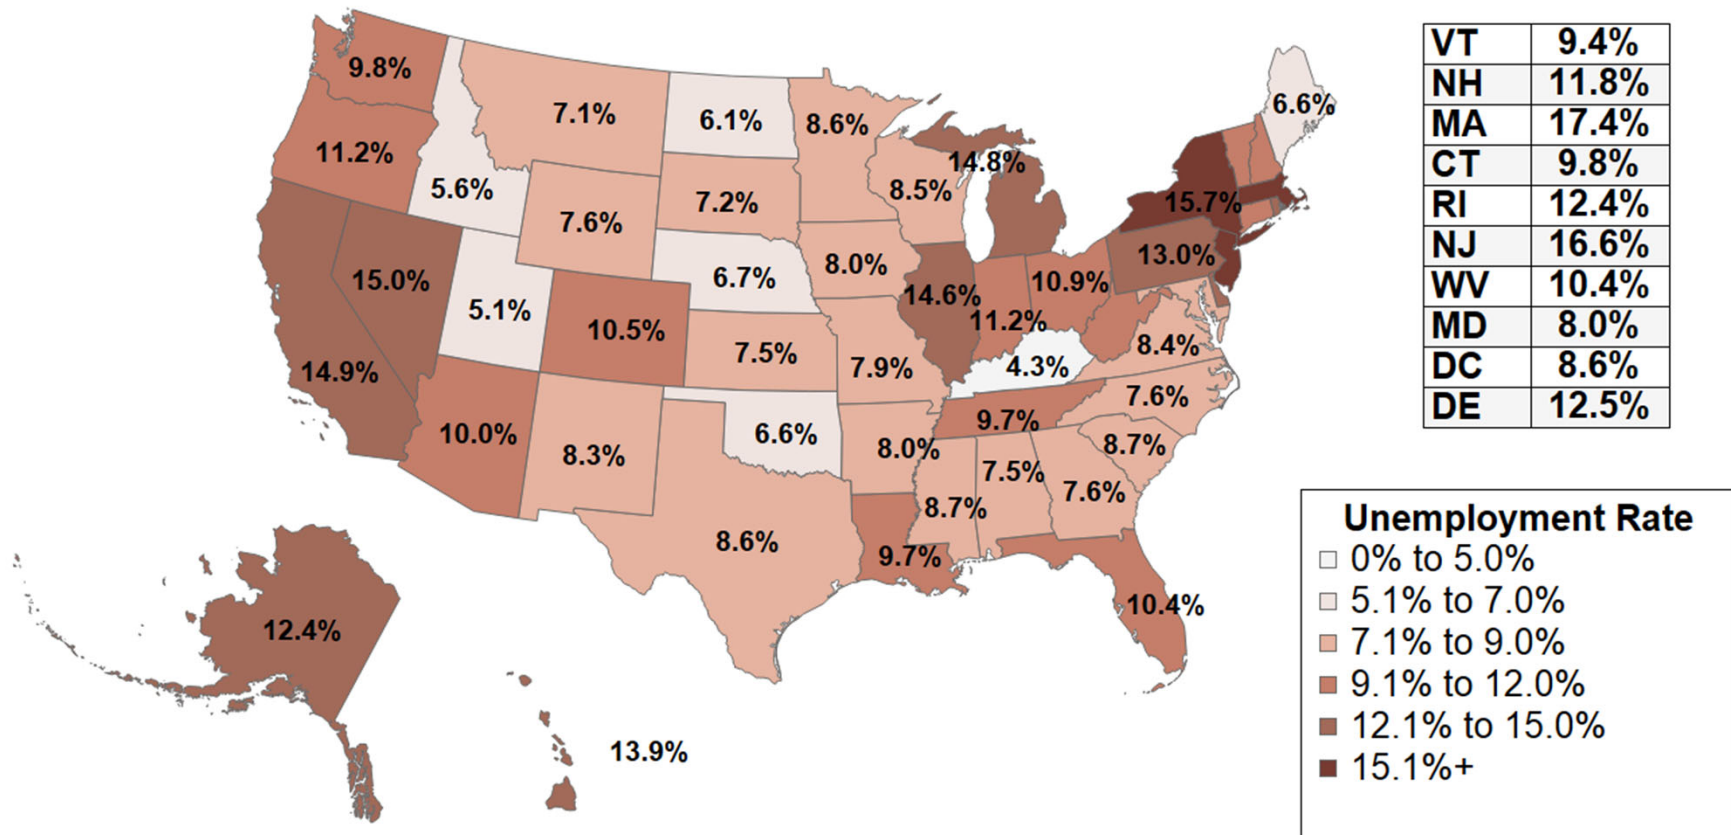 9.8%
7.1%
6.1%
8.6%
6.6%
11.2%
5.6%
7.6%
7.2%
8.5%
14.8%
15.7%
15.0%
5.1%
10.5%
6.7%
8.0%
14.6%
11.2%
10.9%
13.0%
14.9%
10.0%
8.3%
7.5%
7.9%
4.3%
8.4%
6.6%
8.0%
9.7%
7.6%
8.7%
8.6%
9.7%
8.7%
7.5%
7.6%
10.4%
12.4%
13.9%
VT 9.4%
NH 11.8%
MA 17.4%
CT 9.8%
RI 12.4%
NJ 16.6%
WV 10.4%
MD 8.0%
DC 8.6%
DE 12.5%
Unemployment Rate
0% to 5.0%
5.1% to 7.0%
7.1% to 9.0%
9.1% to 12.0%
12.1% to 15.0%
15.1%+